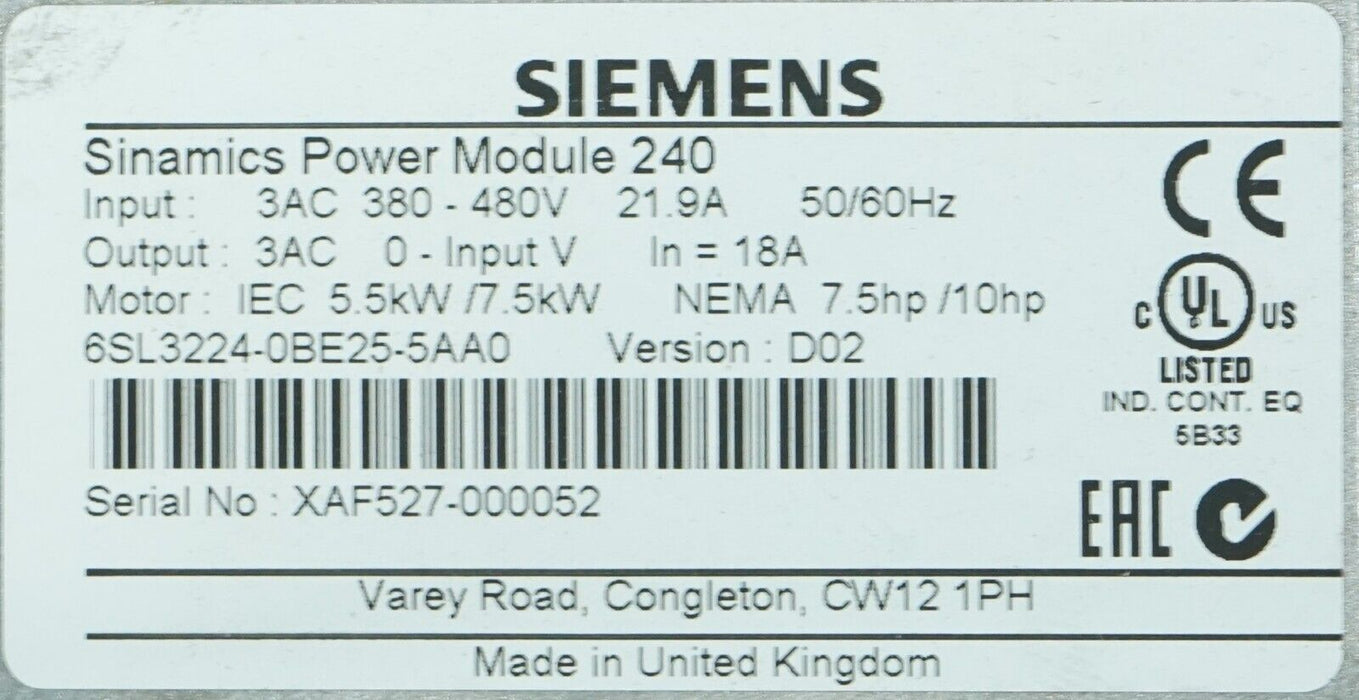 SIEMENS
Sinamics Power Module 240
Input : 3AC 380 - 480V 21.9A 50/60Hz
Output : 3AC 0 - Input V In = 18A
Motor : IEC 5.5kW /7.5kW NEMA 7.5hp /10hp
6SL3224-0BE25-5AA0 Version : D02
Serial No : XAF527-000052
CE
C UL US
LISTED
IND. CONT. EQ
5B33
EAC
Varey Road, Congleton, CW12 1PH
Made in United Kingdom